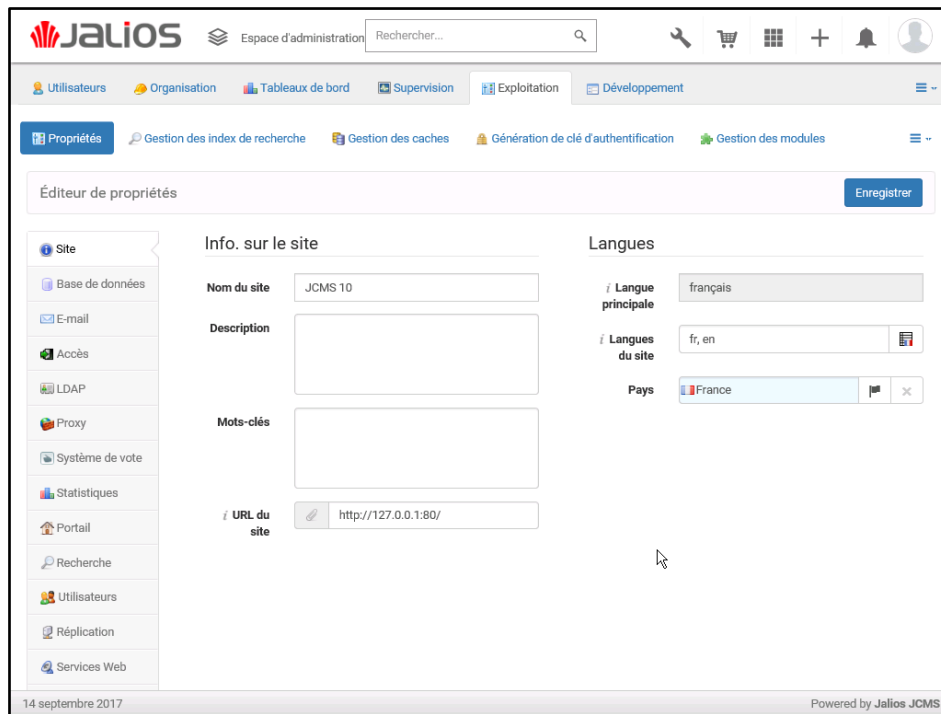 Jalios
Espace d'administration
Rechercher...
Utilisateurs
Organisation
Tableaux de bord
Supervision
Exploitation
Développement
Propriétés
Gestion des index de recherche
Gestion des caches
Génération de clé d'authentification
Gestion des modules
Éditeur de propriétés
Enregistrer
Site
Base de données
E-mail
Accès
LDAP
Proxy
Système de vote
Statistiques
Portail
Recherche
Utilisateurs
Réplication
Services Web
Info. sur le site
Nom du site
JCMS 10
Description
Mots-clés
i URL du
site
http://127.0.0.1:80/
Langues
i Langue
principale
français
i Langues
du site
fr, en
Pays
France
14 septembre 2017
Powered by Jalios JCMS